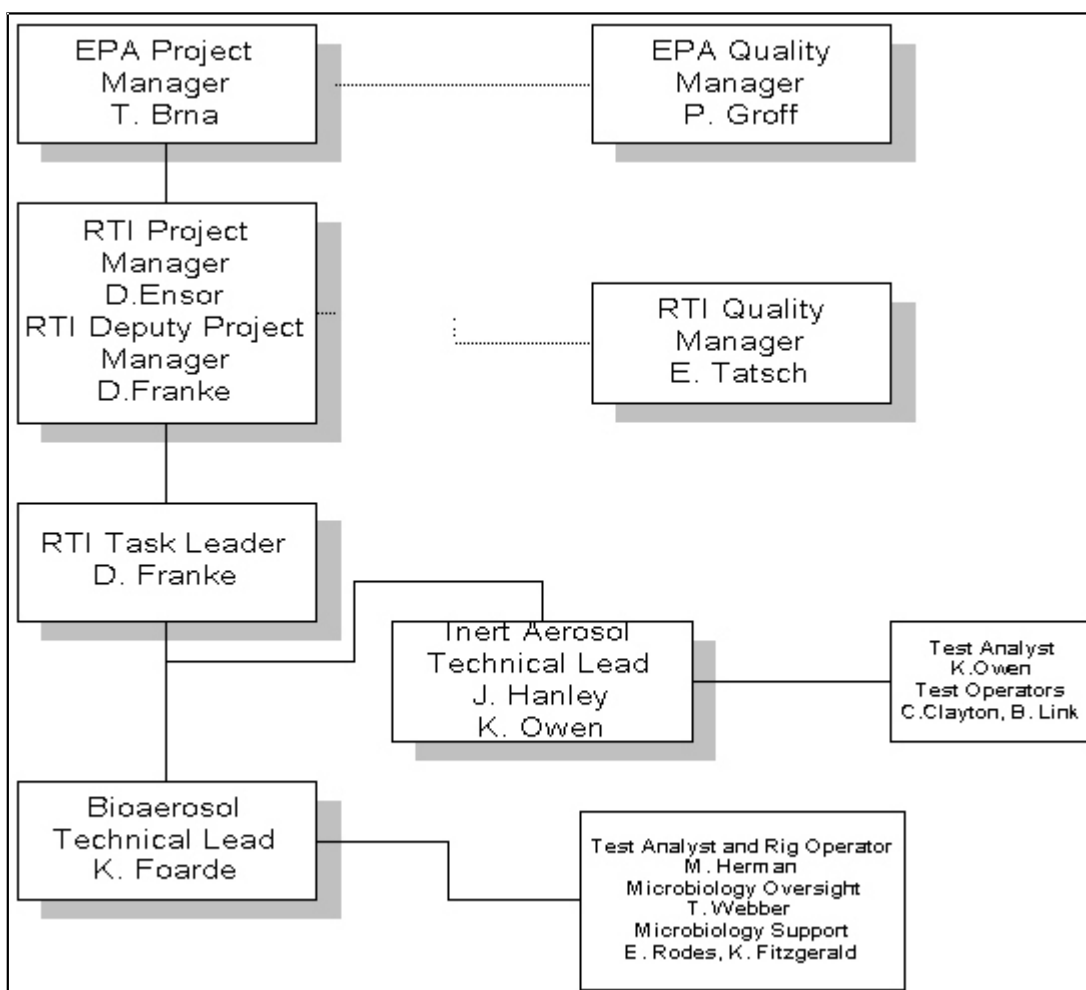 EPA Project
Manager
T. Brna
EPA Quality
Manager
P. Groff
RTI Project
Manager
D.Ensor
RTI Deputy Project
Manager
D.Franke
RTI Quality
Manager
E. Tatsch
RTI Task Leader
D. Franke
Inert Aerosol
Technical Lead
J. Hanley
K. Owen
Test Analyst
K.Owen
Test Operators
C.Clayton, B. Link
Bioaerosol
Technical Lead
K. Foarde
Test Analyst and Rig Operator
M. Herman
Microbiology Oversight
T.Webber
Microbiology Support
E. Rodes, K. Fitzgerald